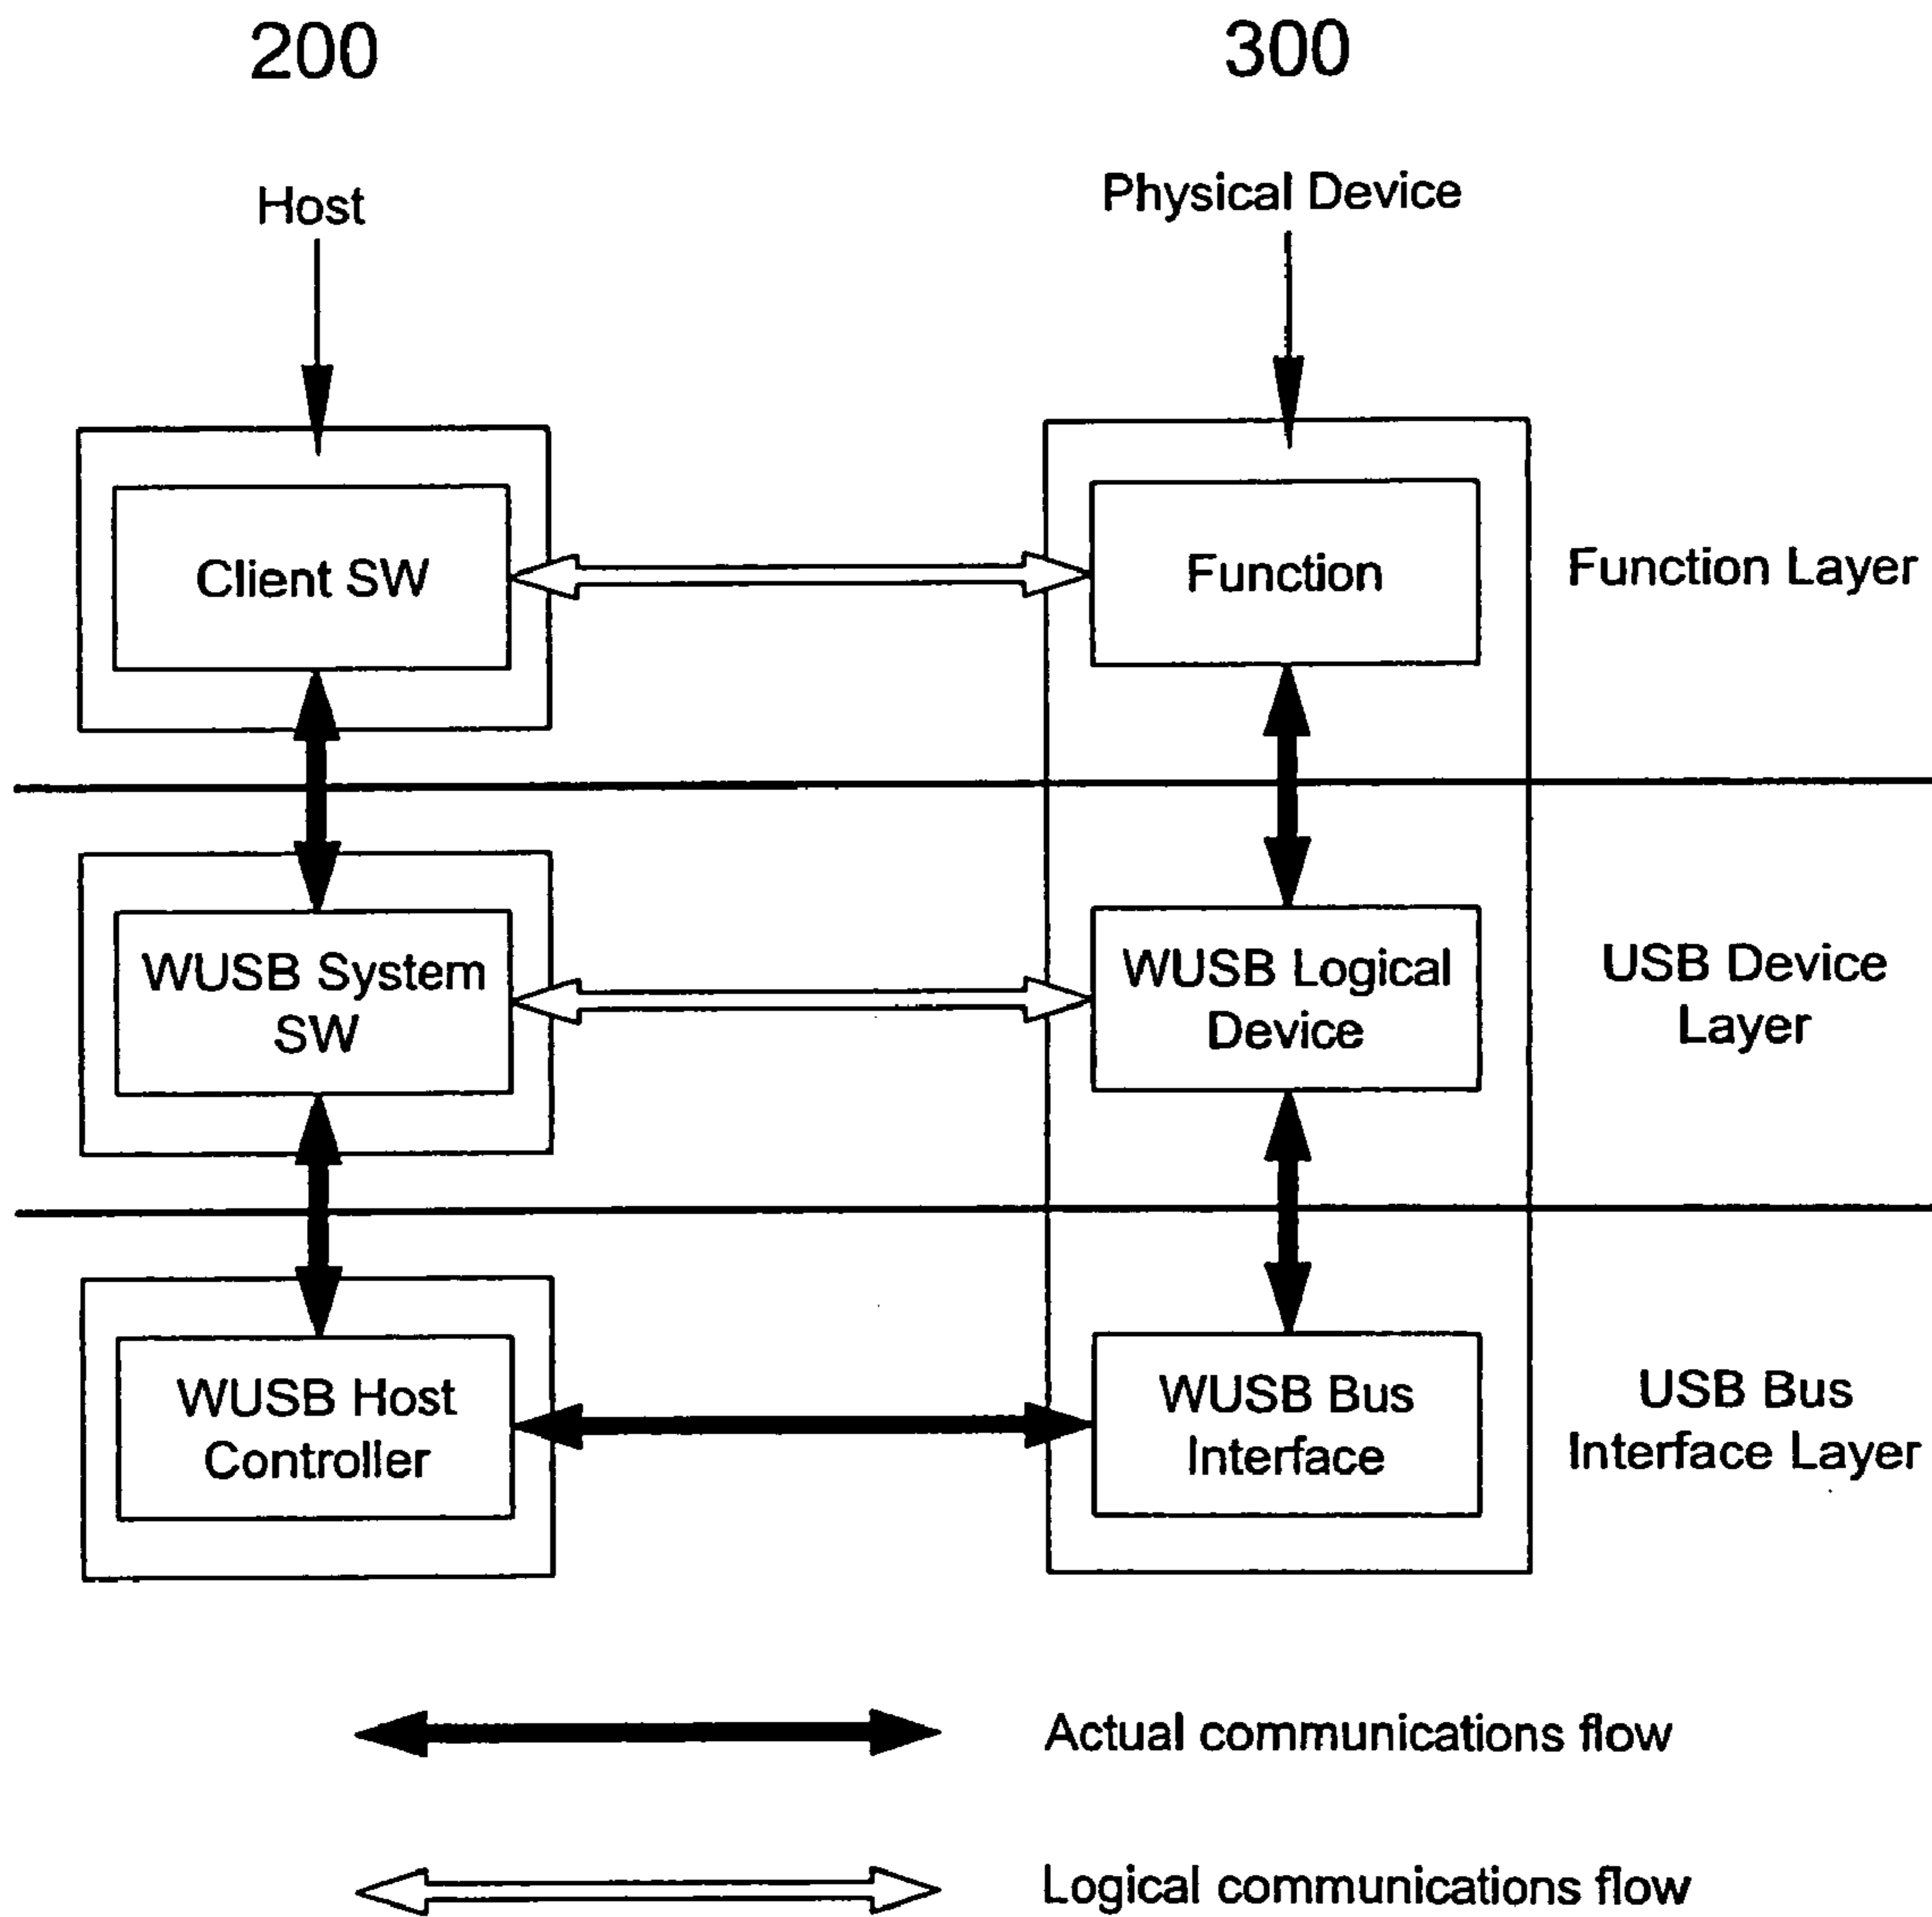 200
300
Host
Physical Device
Client SW
Function
Function Layer
WUSB System
SW
WUSB Logical
Device
USB Device
Layer
WUSB Host
Controller
WUSB Bus
Interface
USB Bus
Interface Layer
Actual communications flow
Logical communications flow